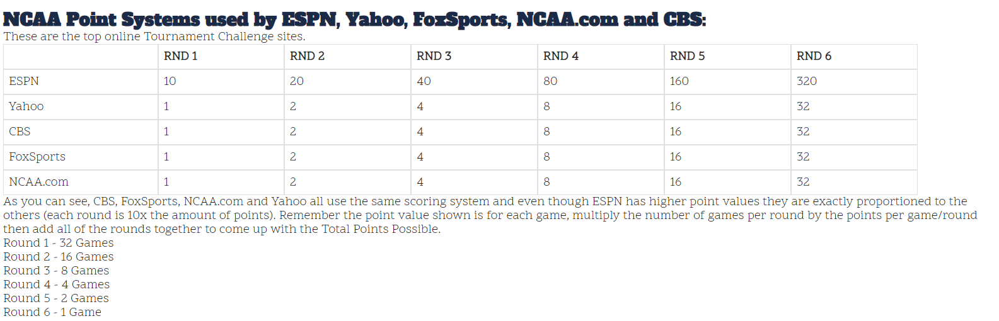 NCAA Point Systems used by ESPN, Yahoo, FoxSports, NCAA.com and CBS:
These are the top online Tournament Challenge sites.
RND 1 RND 2 RND 3 RND 4 RND 5 RND 6
ESPN 10 20 40 80 160 320
Yahoo 1 2 4 8 16 32
CBS 1 2 4 8 16 32
FoxSports 1 2 4 8 16 32
NCAA.com 1 2 4 8 16 32
As you can see, CBS, FoxSports, NCAA.com and Yahoo all use the same scoring system and even though ESPN has higher point values they are exactly proportioned to the
others (each round is 10x the amount of points). Remember the point value shown is for each game, multiply the number of games per round by the points per game/round
then add all of the rounds together to come up with the Total Points Possible.
Round 1 - 32 Games
Round 2 - 16 Games
Round 3 - 8 Games
Round 4 - 4 Games
Round 5 - 2 Games
Round 6 - 1 Game